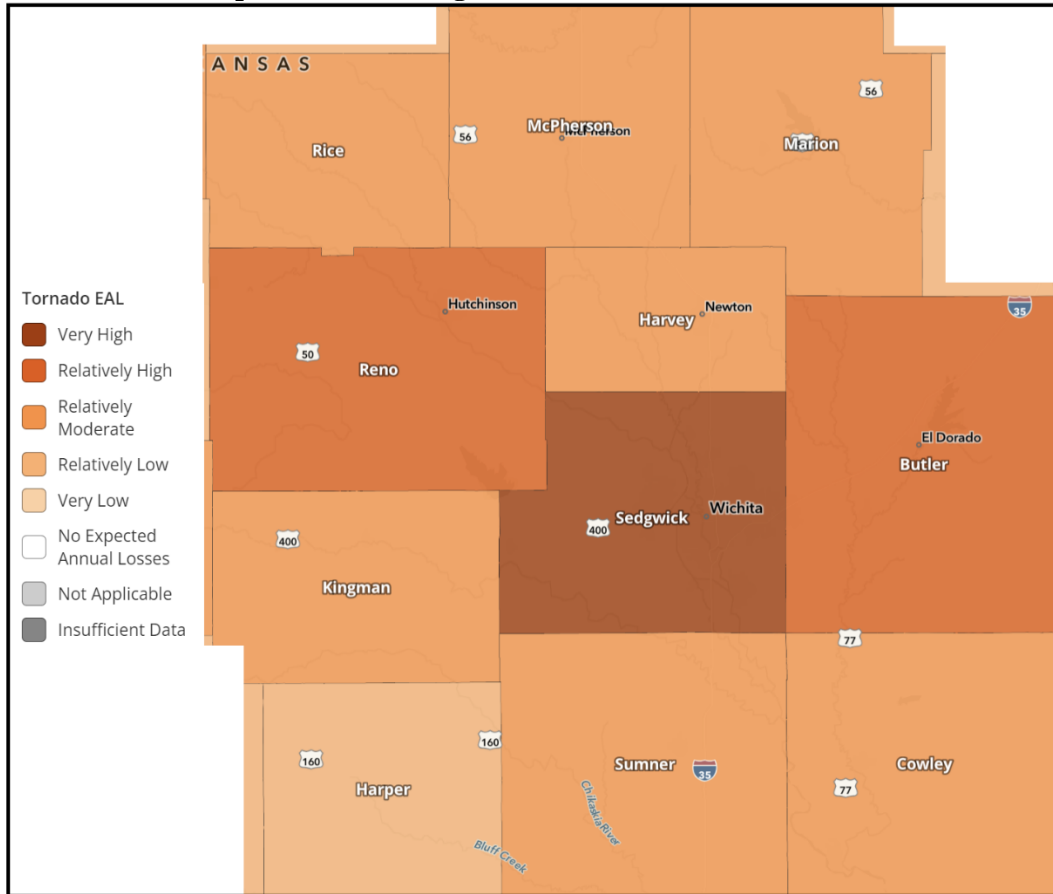 ANSAS
56
56
McPherson
McPherson
Marion
Rice
Tornado EAL
Very High
Relatively High
Relatively
Moderate
Relatively Low
Very Low
No Expected
Annual Losses
Not Applicable
Insufficient Data
Hutchinson
Newton
Harvey
35
50
Reno
El Dorado
Butler
Wichita
Sedgwick
400
400
Kingman
77
160
160
Harper
Sumner
35
Cowley
77
Chikaskia River
Bluff Creek